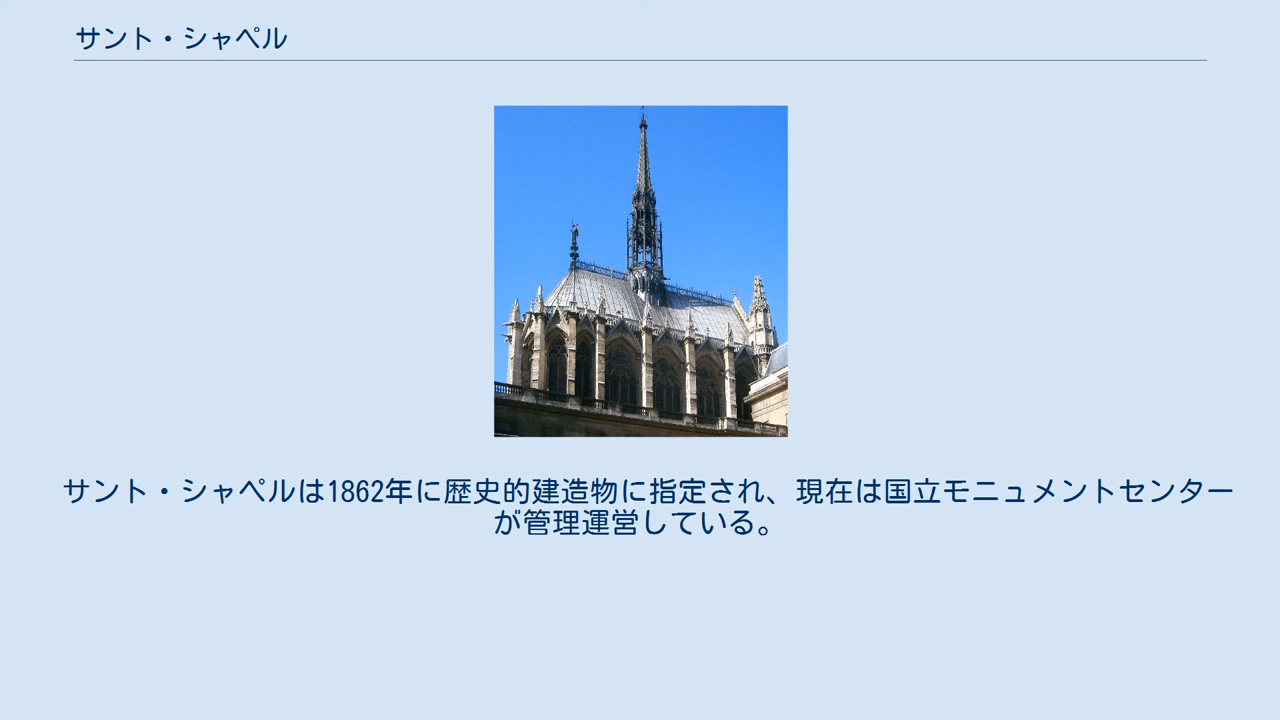 サント・シャペル
サント・シャペルは1862年に歴史的建造物に指定され、現在は国立モニュメントセンター
が管理運営している。